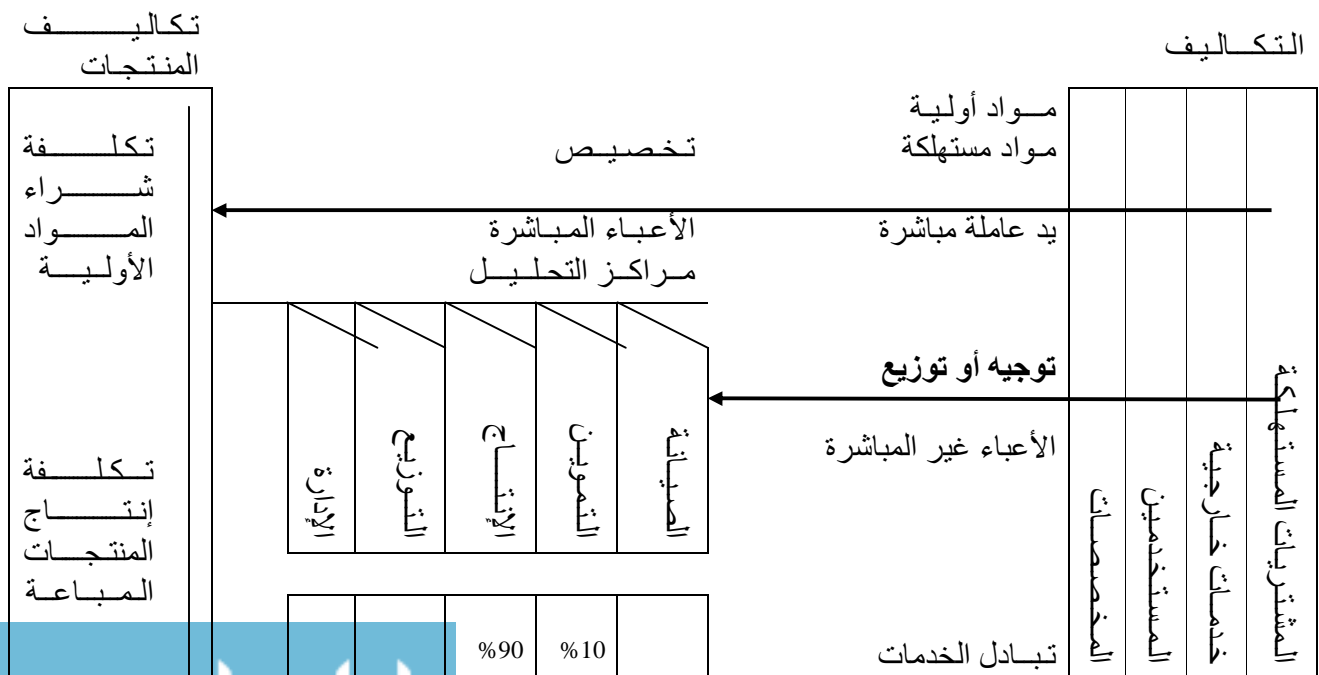 التكاليف
تكاليف
المنتجات
مواد أولية
مواد مستهلكة
تخصيص
تكلفة
شراء
المواد
الأولية
يد عاملة مباشرة
الأعباء المباشرة
مراكز التحليل
توجيه أو توزيع
الأعباء غير المباشرة
المشتريات المستهلكة
خدمات خارجية
المستخدمين
المخصصات
الصيانة
التموين
الإنتاج
التوزيع
الإدارة
تكلفة
إنتاج
المنتجات
المباعة
تبادل الخدمات
%10
%90